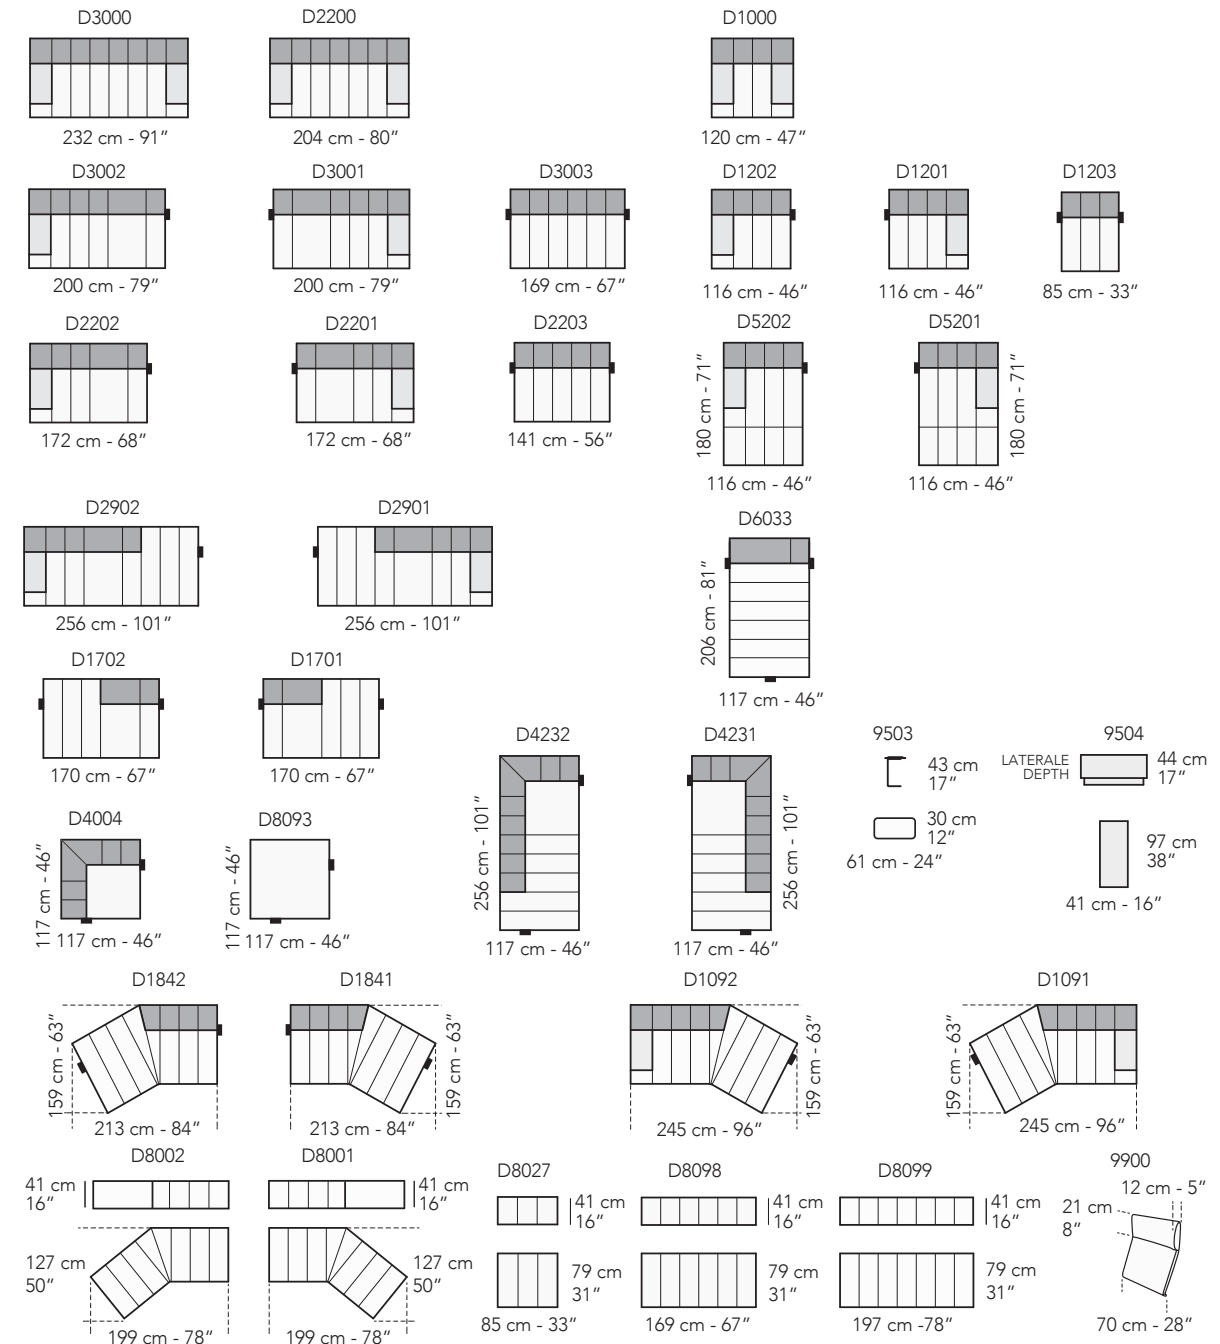 D3000
D2200
D1000
232 cm - 91”
204 cm - 80”
120 cm - 47”
D3002
D3001
D3003
D1202
D1201
D1203
200 cm - 79”
200 cm - 79”
169 cm - 67”
116 cm - 46”
116 cm - 46”
85 cm - 33”
D2202
D2201
D2203
D5202
D5201
180 cm - 71”
180 cm - 71”
172 cm - 68”
172 cm - 68”
141 cm - 56”
116 cm - 46”
116 cm - 46”
D2902
D2901
D6033
256 cm - 101”
256 cm - 101”
206 cm - 81”
117 cm - 46”
D1702
D1701
170 cm - 67”
170 cm - 67”
D4232
D4231
256 cm - 101”
256 cm - 101”
117 cm - 46”
117 cm - 46”
9503
43 cm
17”
30 cm
12”
61 cm - 24”
9504
LATERALE
DEPTH
44 cm
17”
97 cm
38”
41 cm - 16”
D4004
D8093
117 cm - 46”
117 cm - 46”
117 cm - 46”
117 cm - 46”
D1842
D1841
D1092
D1091
159 cm - 63”
159 cm - 63”
159 cm - 63”
159 cm - 63”
213 cm - 84”
213 cm - 84”
245 cm - 96”
245 cm - 96”
D8002
D8001
D8027
D8098
D8099
9900
41 cm
16”
41 cm
16”
41 cm
16”
41 cm
16”
41 cm
16”
12 cm - 5”
21 cm
8”
127 cm
50”
127 cm
50”
79 cm
31”
79 cm
31”
79 cm
31”
199 cm - 78”
199 cm - 78”
85 cm - 33”
169 cm - 67”
197 cm -78”
70 cm - 28”